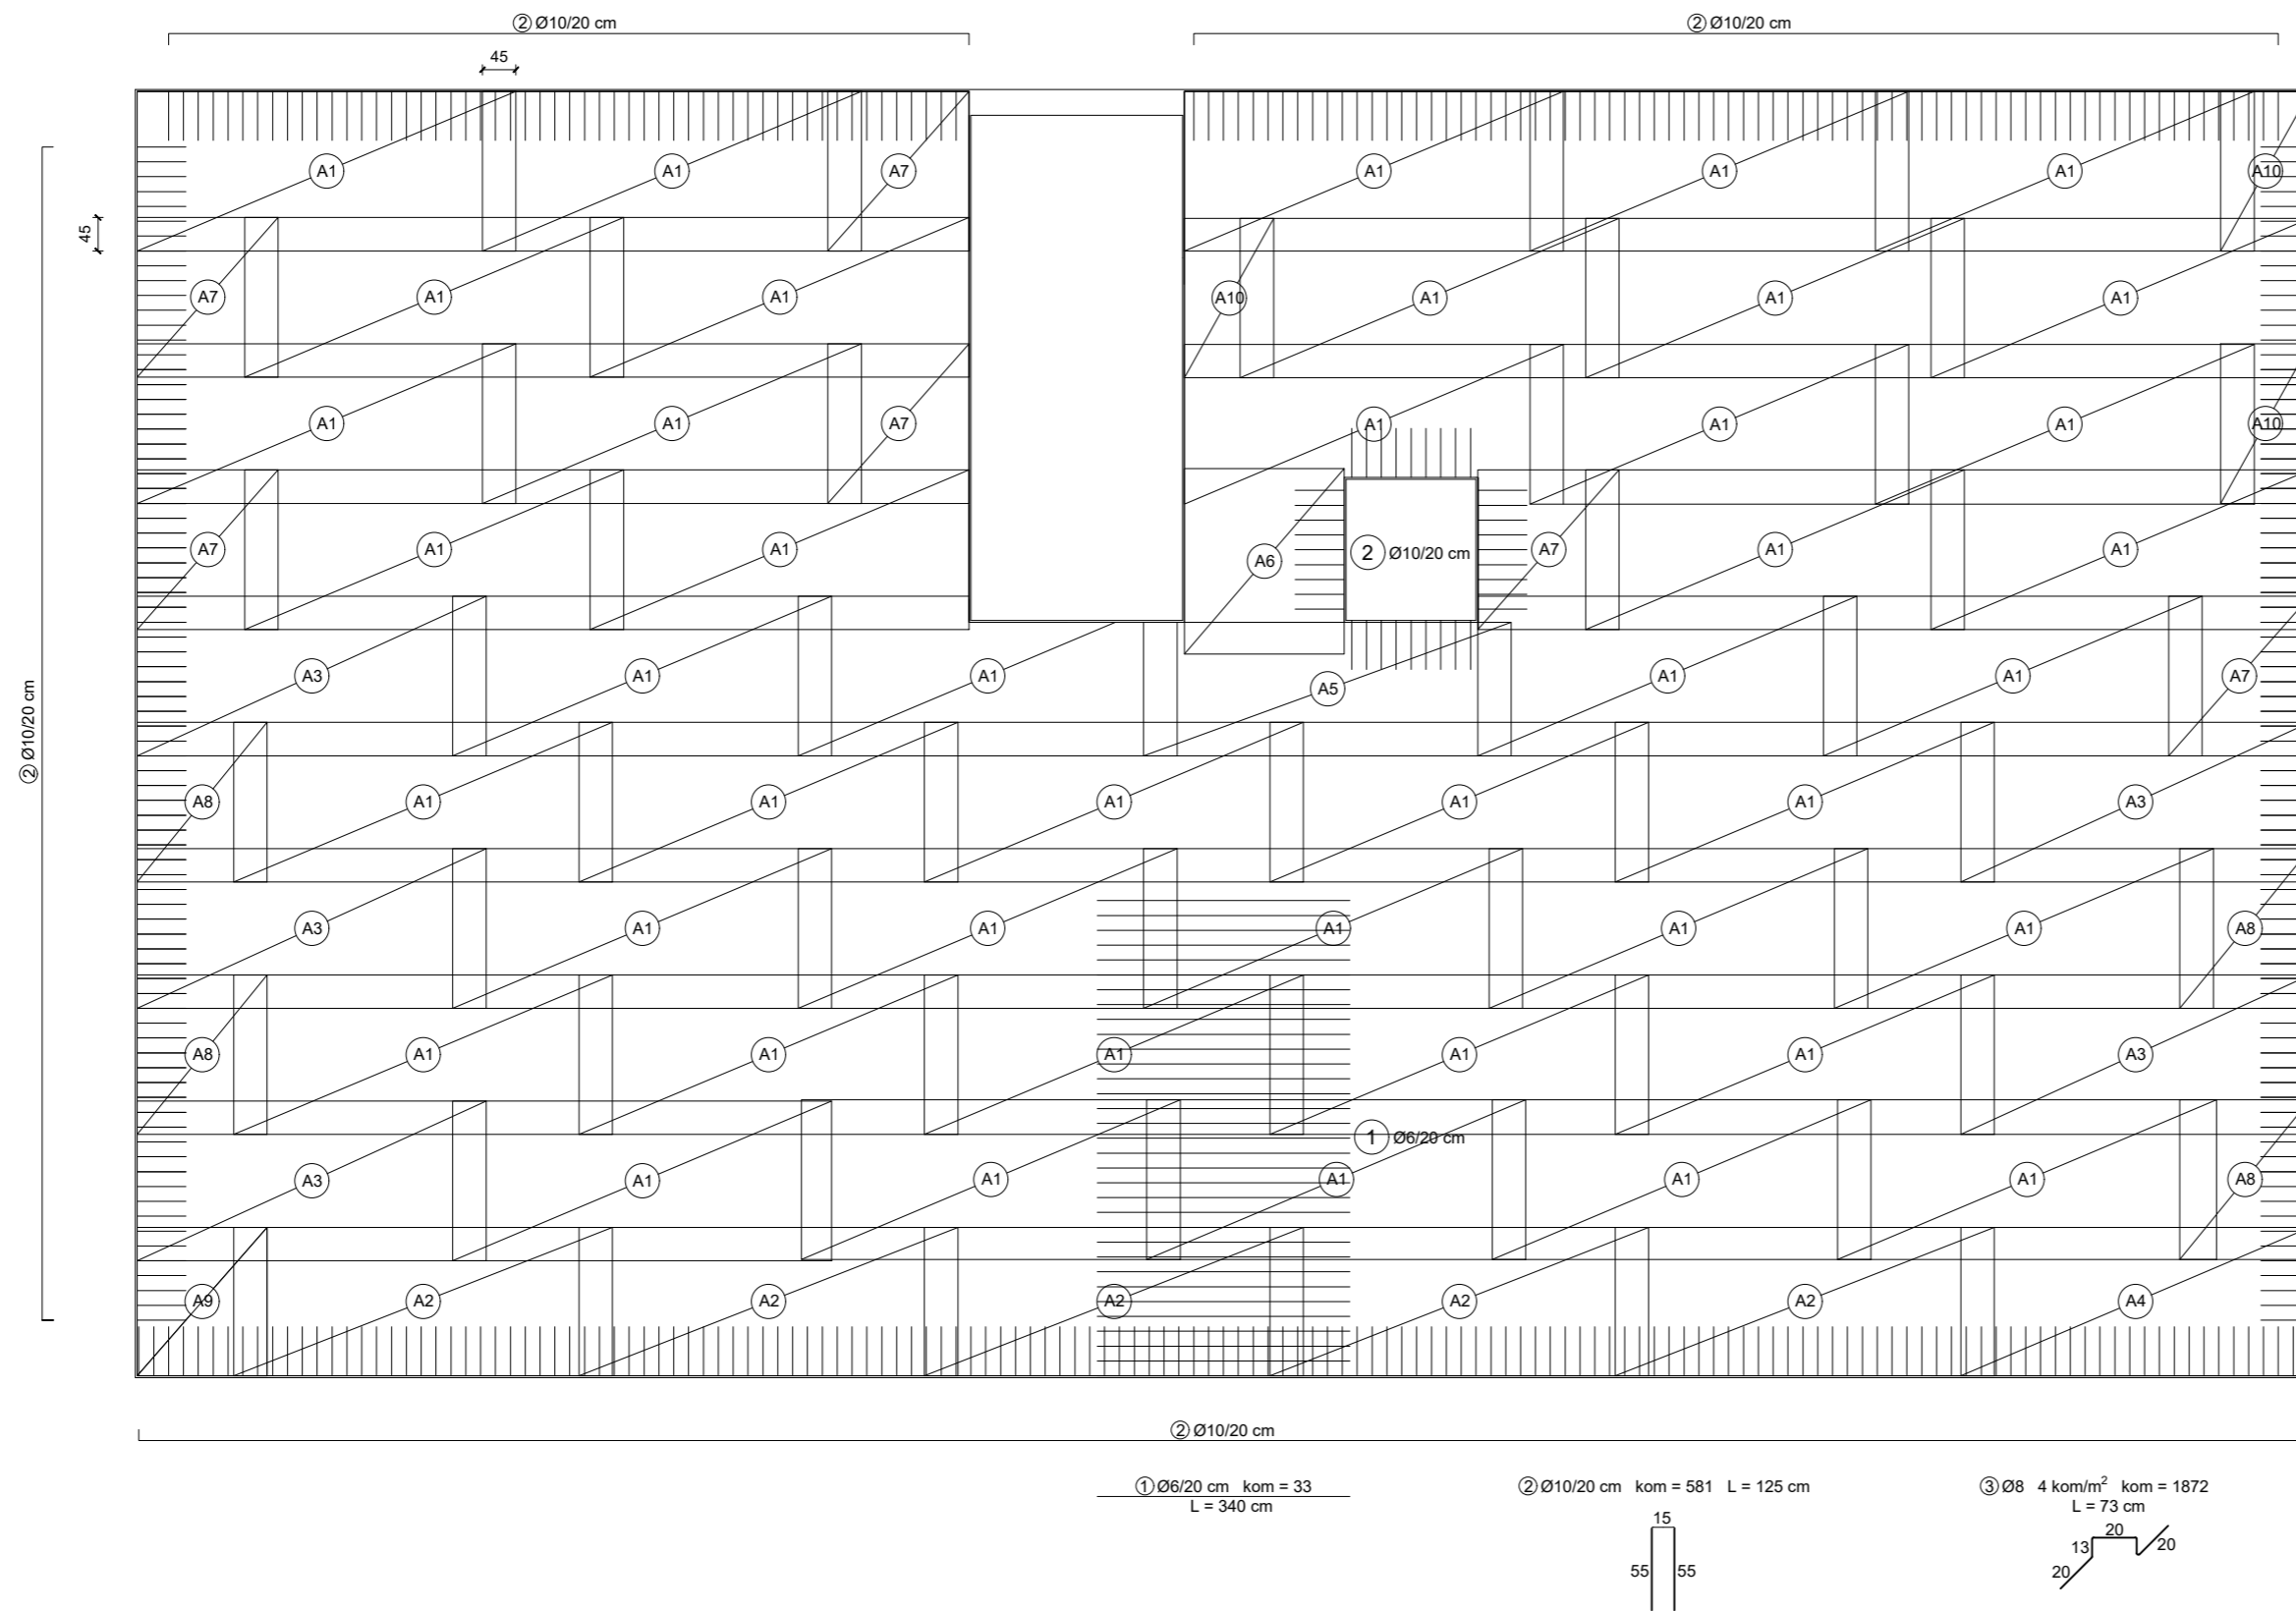 ② Ø10/20 cm ② Ø10/20 cm
45
A1 A1 A7 A1 A1 A1 A10
45
A7 A1 A1 A10 A1 A1 A1
A1 A1 A7 A1 A1 A1 A10
A7 A1 A1 A6 ② Ø10/20 cm A7 A1 A1
A3 A1 A1 A5 A1 A1 A7
② Ø10/20 cm
A8 A1 A1 A1 A1 A1 A3
A3 A1 A1 A1 A1 A1 A8
A8 A1 A1 A1 A1 A1 A3
① Ø6/20 cm
A3 A1 A1 A1 A1 A1 A8
A9 A2 A2 A2 A2 A2 A4
② Ø10/20 cm
① Ø6/20 cm kom = 33
L = 340 cm
② Ø10/20 cm kom = 581 L = 125 cm
15
55 55
③ Ø8 4 kom/m² kom = 1872
L = 73 cm
20
13 20
20